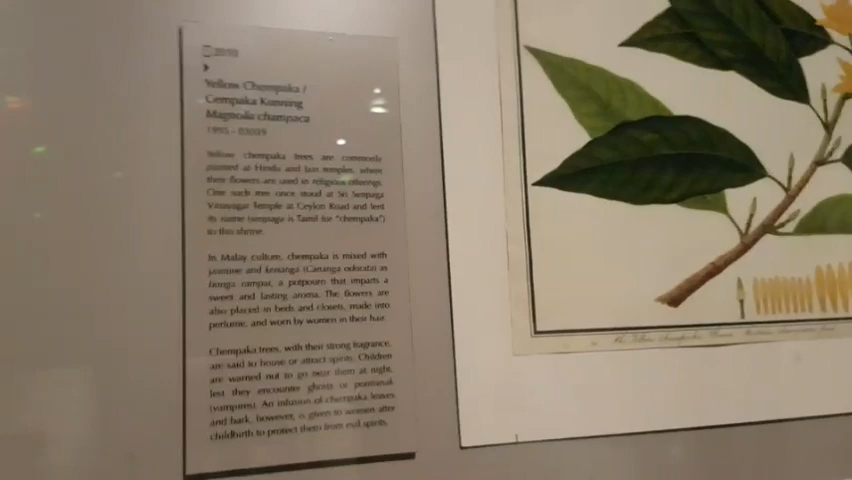 Yellow Chempaka /
Cempaka Kuning
Magnolia champaca
1995 - 03039
Yellow chempaka trees are commonly
planted at Hindu and Jain temples, where
their flowers are used in religious offerings.
One such tree once stood at Sri Senpaga
Vinayagar Temple at Ceylon Road and lent
its name (senpaga is Tamil for "chempaka")
to this shrine.
In Malay culture, chempaka is mixed with
jasmine and kenanga (Cananga odorata) as
bunga rampai, a potpourri that imparts a
sweet and lasting aroma. The flowers are
also placed in beds and closets, made into
perfume, and worn by women in their hair.
Chempaka trees, with their strong fragrance,
are said to house or attract spirits. Children
are warned not to go near them at night,
lest they encounter ghosts or pontianak
(vampires). An infusion of chempaka leaves
and bark, however, is given to women after
childbirth to protect them from evil spirits.